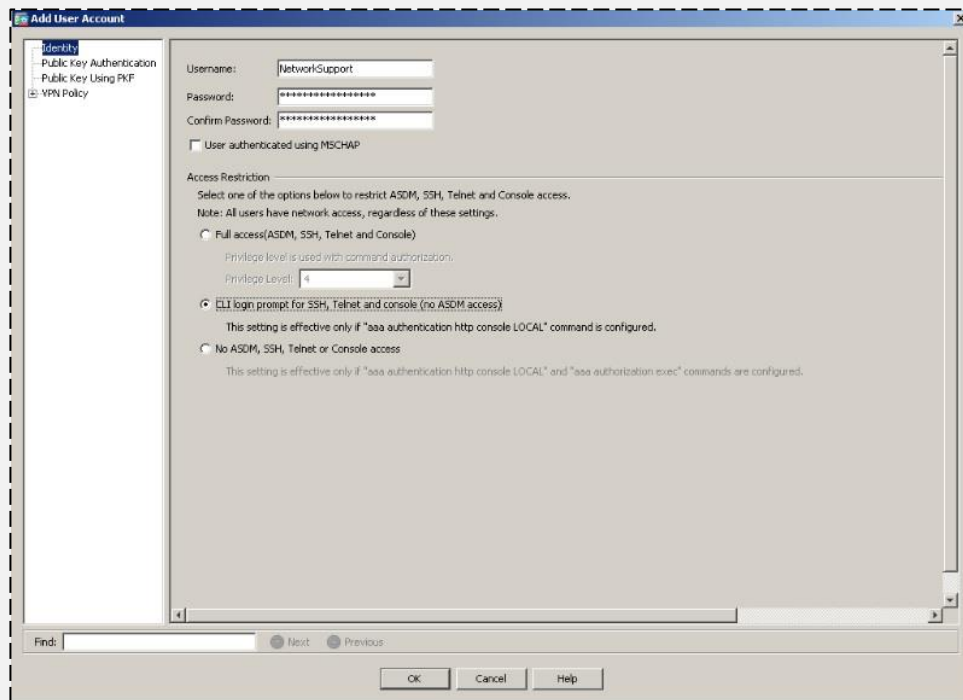 Add User Account
Identity
Public Key Authentication
Public Key Using PKF
VPN Policy
Username: NetworkSupport
Password: *****************
Confirm Password: *****************
User authenticated using MSCHAP
Access Restriction
Select one of the options below to restrict ASDM, SSH, Telnet and Console access.
Note: All users have network access, regardless of these settings.
Full access(ASDM, SSH, Telnet and Console)
Privilege level is used with command authorization.
Privilege Level: 4
CLI login prompt for SSH, Telnet and console (no ASDM access)
This setting is effective only if "aaa authentication http console LOCAL" command is configured.
No ASDM, SSH, Telnet or Console access
This setting is effective only if "aaa authentication http console LOCAL" and "aaa authorization exec" commands are configured.
Find: Next Previous
OK Cancel Help